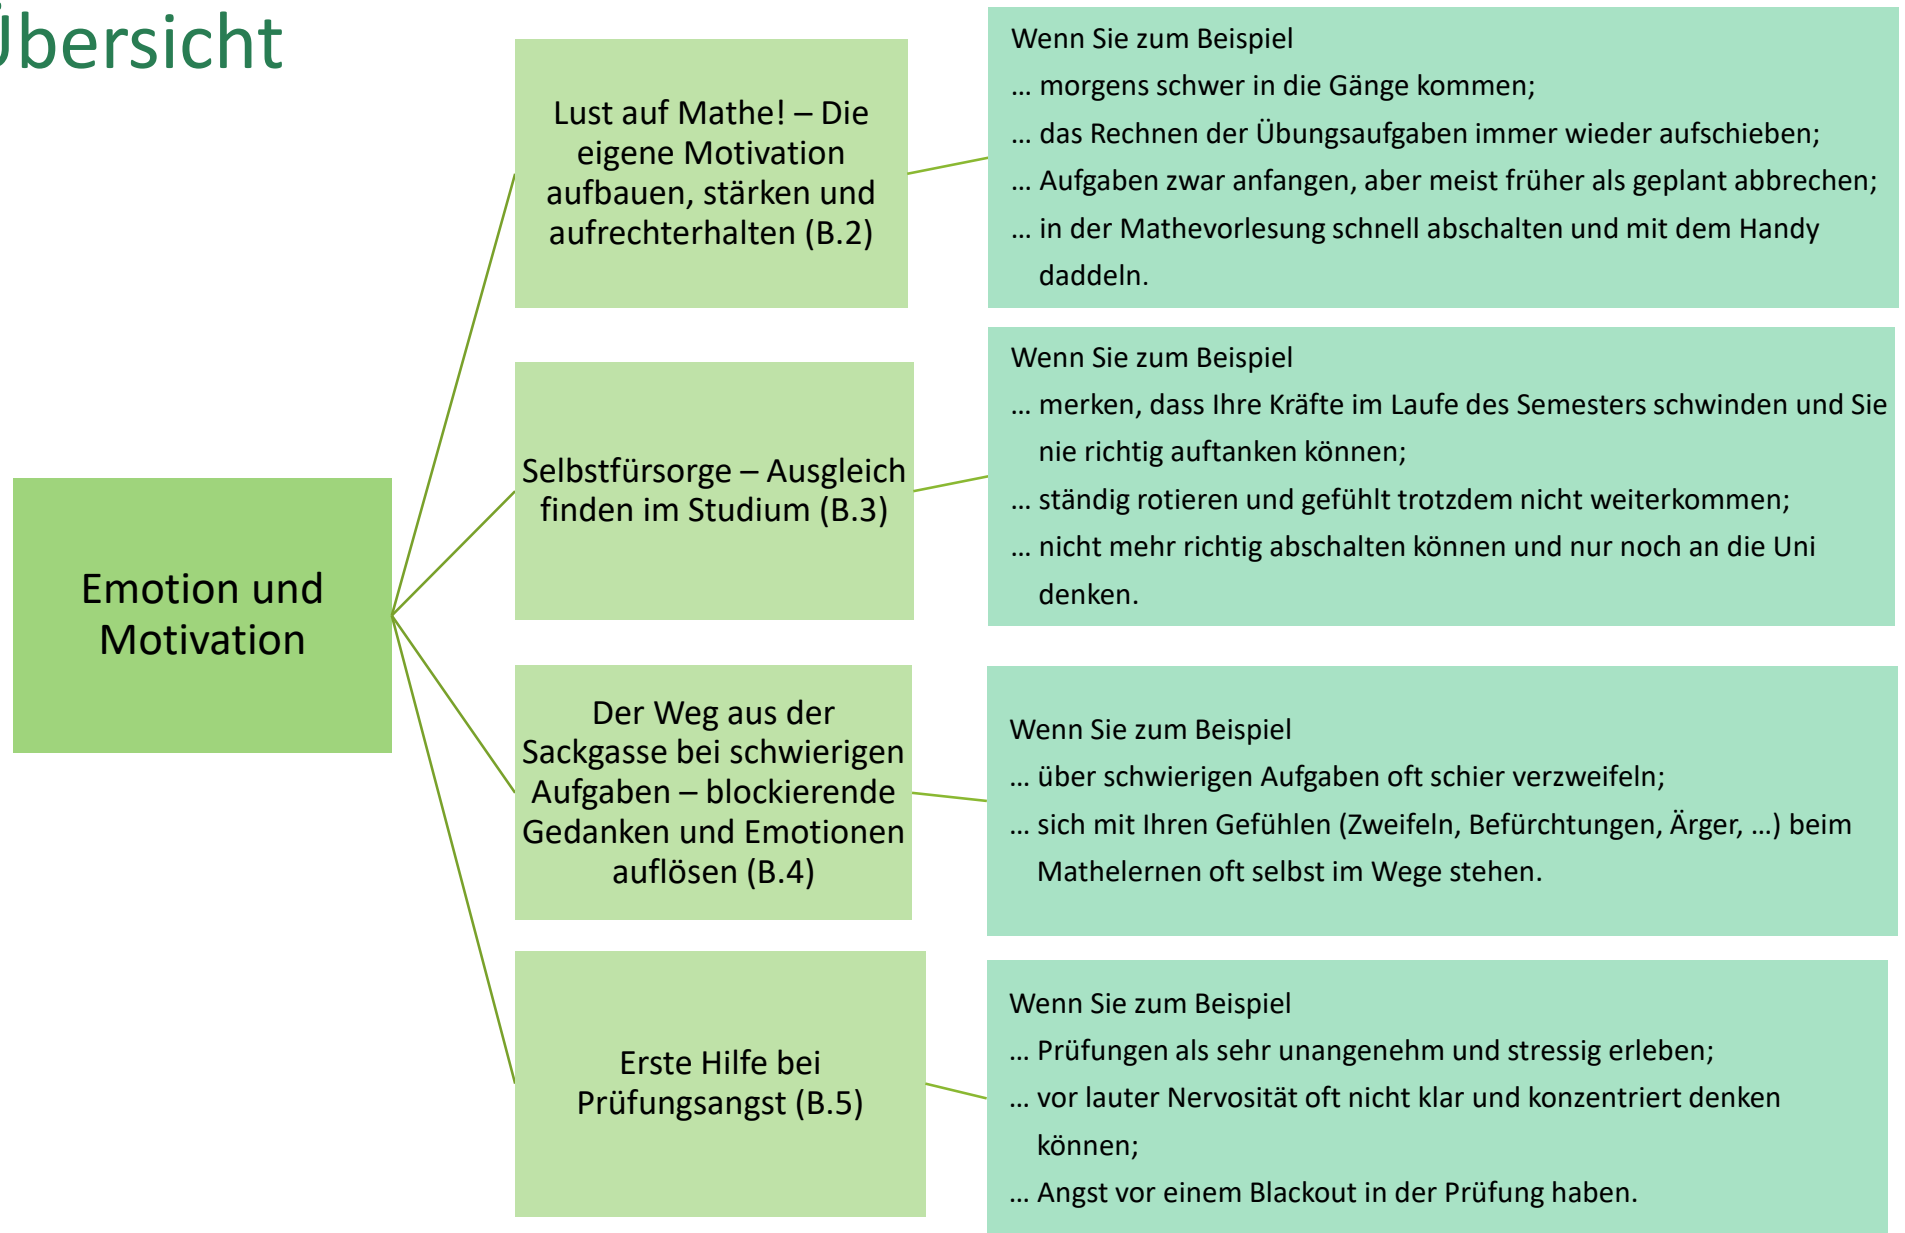 Übersicht
Emotion und
Motivation
Lust auf Mathe! – Die
eigene Motivation
aufbauen, stärken und
aufrechterhalten (B.2)
Wenn Sie zum Beispiel
… morgens schwer in die Gänge kommen;
… das Rechnen der Übungsaufgaben immer wieder aufschieben;
… Aufgaben zwar anfangen, aber meist früher als geplant abbrechen;
… in der Mathevorlesung schnell abschalten und mit dem Handy
daddeln.
Selbstfürsorge – Ausgleich
finden im Studium (B.3)
Wenn Sie zum Beispiel
… merken, dass Ihre Kräfte im Laufe des Semesters schwinden und Sie
nie richtig auftanken können;
… ständig rotieren und gefühlt trotzdem nicht weiterkommen;
… nicht mehr richtig abschalten können und nur noch an die Uni
denken.
Der Weg aus der
Sackgasse bei schwierigen
Aufgaben – blockierende
Gedanken und Emotionen
auflösen (B.4)
Wenn Sie zum Beispiel
… über schwierigen Aufgaben oft schier verzweifeln;
… sich mit Ihren Gefühlen (Zweifeln, Befürchtungen, Ärger, …) beim
Mathelernen oft selbst im Wege stehen.
Erste Hilfe bei
Prüfungsangst (B.5)
Wenn Sie zum Beispiel
… Prüfungen als sehr unangenehm und stressig erleben;
… vor lauter Nervosität oft nicht klar und konzentriert denken
können;
… Angst vor einem Blackout in der Prüfung haben.